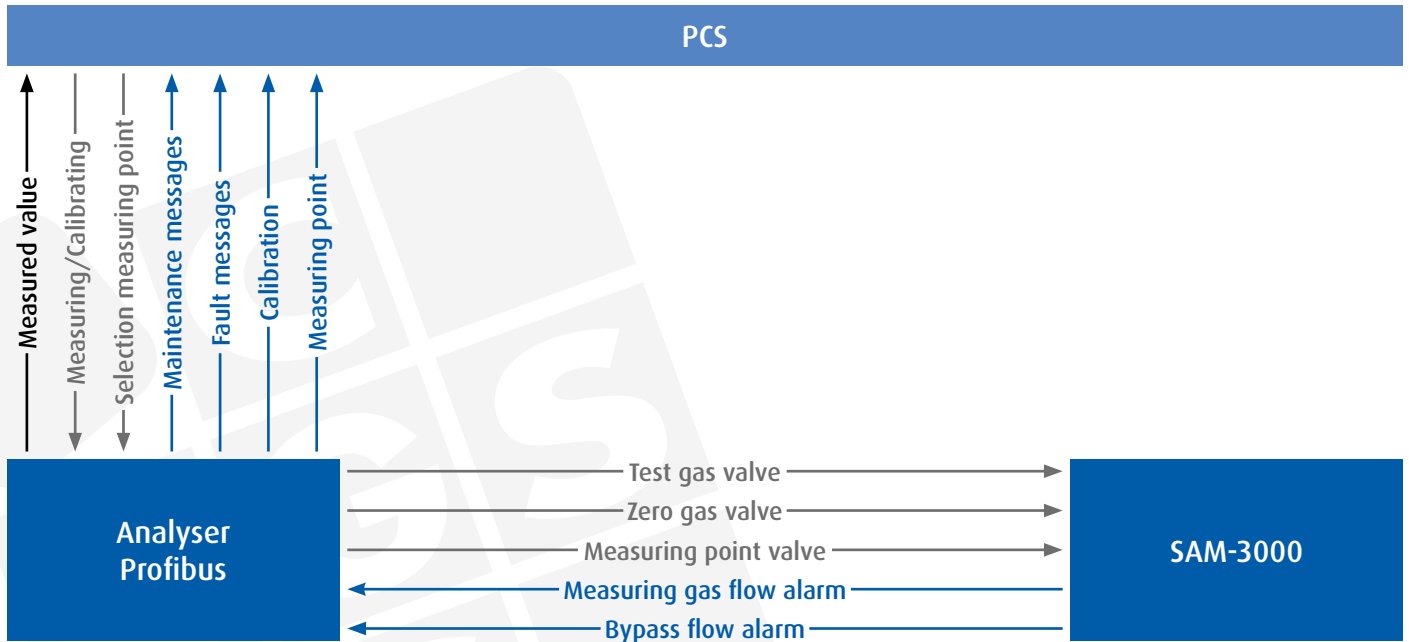 PCS
Measured value
Measuring/Calibrating
Selection measuring point
Maintenance messages
Fault messages
Calibration
Measuring point
Analyser
Profibus
Test gas valve
Zero gas valve
Measuring point valve
Measuring gas flow alarm
Bypass flow alarm
SAM-3000